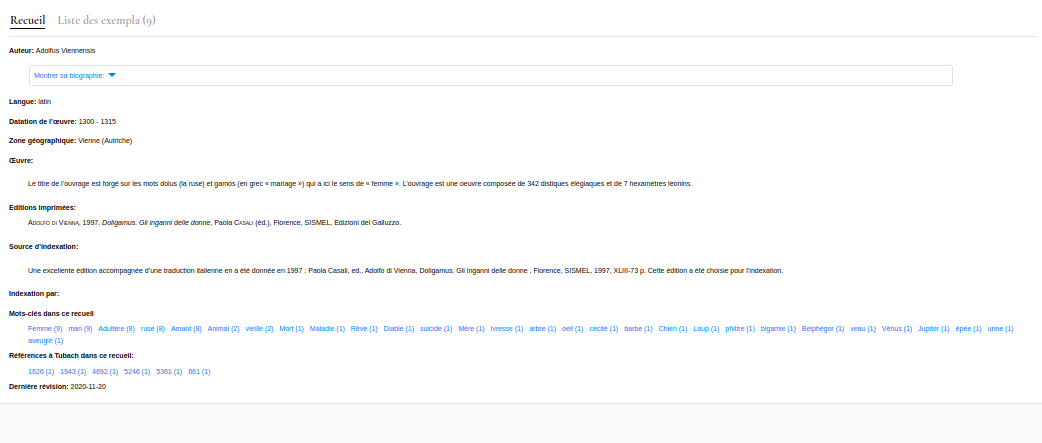 Recueil Liste des exempla (9)
Auteur: Adolfus Viennensis
Montrer sa biographie:
Langue: latin
Datation de l'œuvre: 1300 - 1315
Zone géographique: Vienne (Autriche)
Œuvre:
Le titre de l'ouvrage est forgé sur les mots dolus (la ruse) et gamos (en grec « mariage ») qui a ici le sens de « femme ». L'ouvrage est une oeuvre composée de 342 distiques élégiaques et de 7 hexamètres léonins.
Editions imprimées:
Adolfo di Vienna, 1997. Doligamus. Gli inganni delle donne, Paola Casali (éd.), Florence, SISMEL, Edizioni del Galluzzo.
Source d'indexation:
Une excellente édition accompagnée d'une traduction italienne en a été donnée en 1997 : Paola Casali, ed., Adolfo di Vienna, Doligamus. Gli inganni delle donne , Florence, SISMEL, 1997, XLIII-73 p. Cette édition a été choisie pour l'indexation.
Indexation par:
Mots-clés dans ce recueil
Femme (9) mari (9) Adultère (8) ruse (8) Amant (8) Animal (2) vieille (2) Mort (1) Maladie (1) Rêve (1) Diable (1) suicide (1) Mère (1) ivresse (1) arbre (1) oeil (1) cécité (1) barbe (1) Chien (1) Loup (1) philtre (1) bigamie (1) Belphégor (1) veau (1) Vénus (1) Jupiter (1) épée (1) urine (1)
aveugle (1)
Références à Tubach dans ce recueil:
1626 (1) 1943 (1) 4692 (1) 5246 (1) 5361 (1) 661 (1)
Dernière révision: 2020-11-20